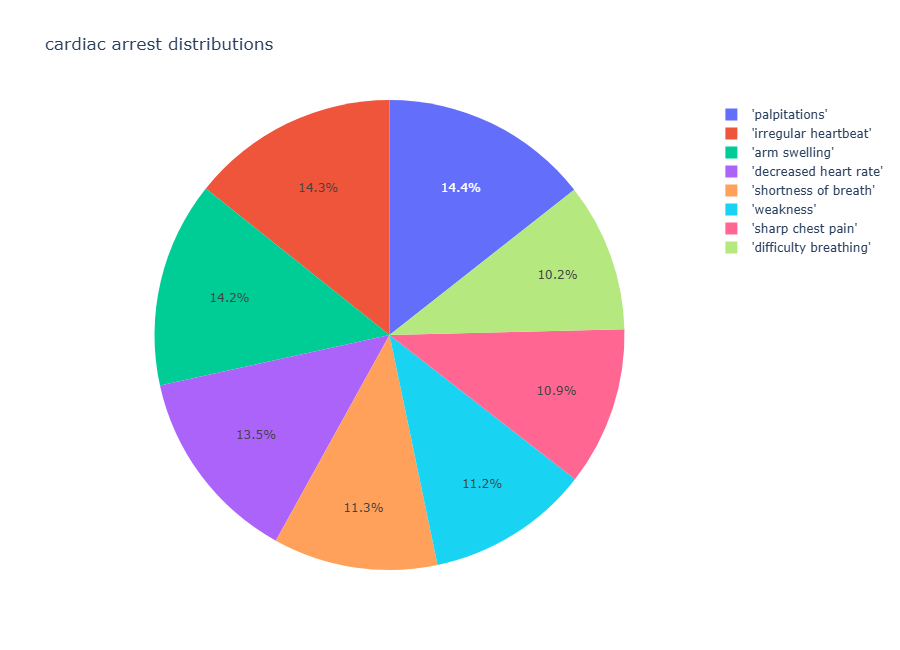 cardiac arrest distributions
'palpitations'
'irregular heartbeat'
'arm swelling'
'decreased heart rate'
'shortness of breath'
'weakness'
'sharp chest pain'
'difficulty breathing'
14.3%
14.4%
10.2%
14.2%
10.9%
13.5%
11.2%
11.3%